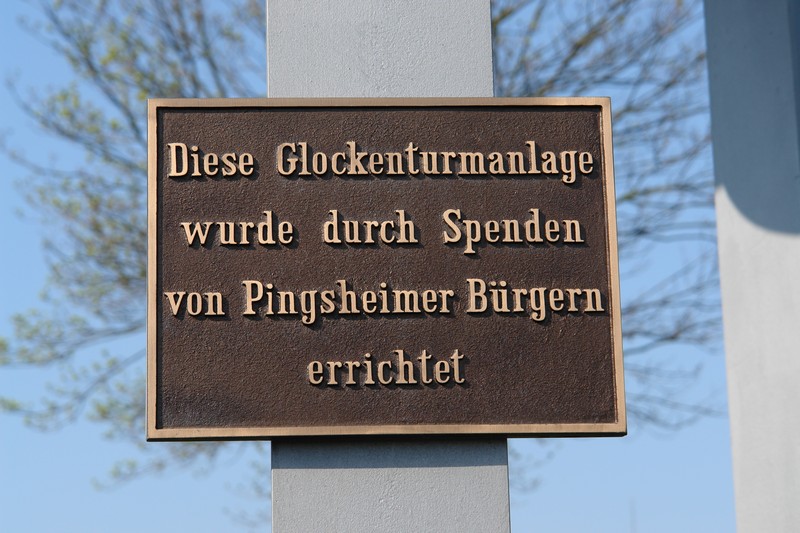 Diese Glockenturmanlage
wurde durch Spenden
von Pingsheimer Bürgern
errichtet